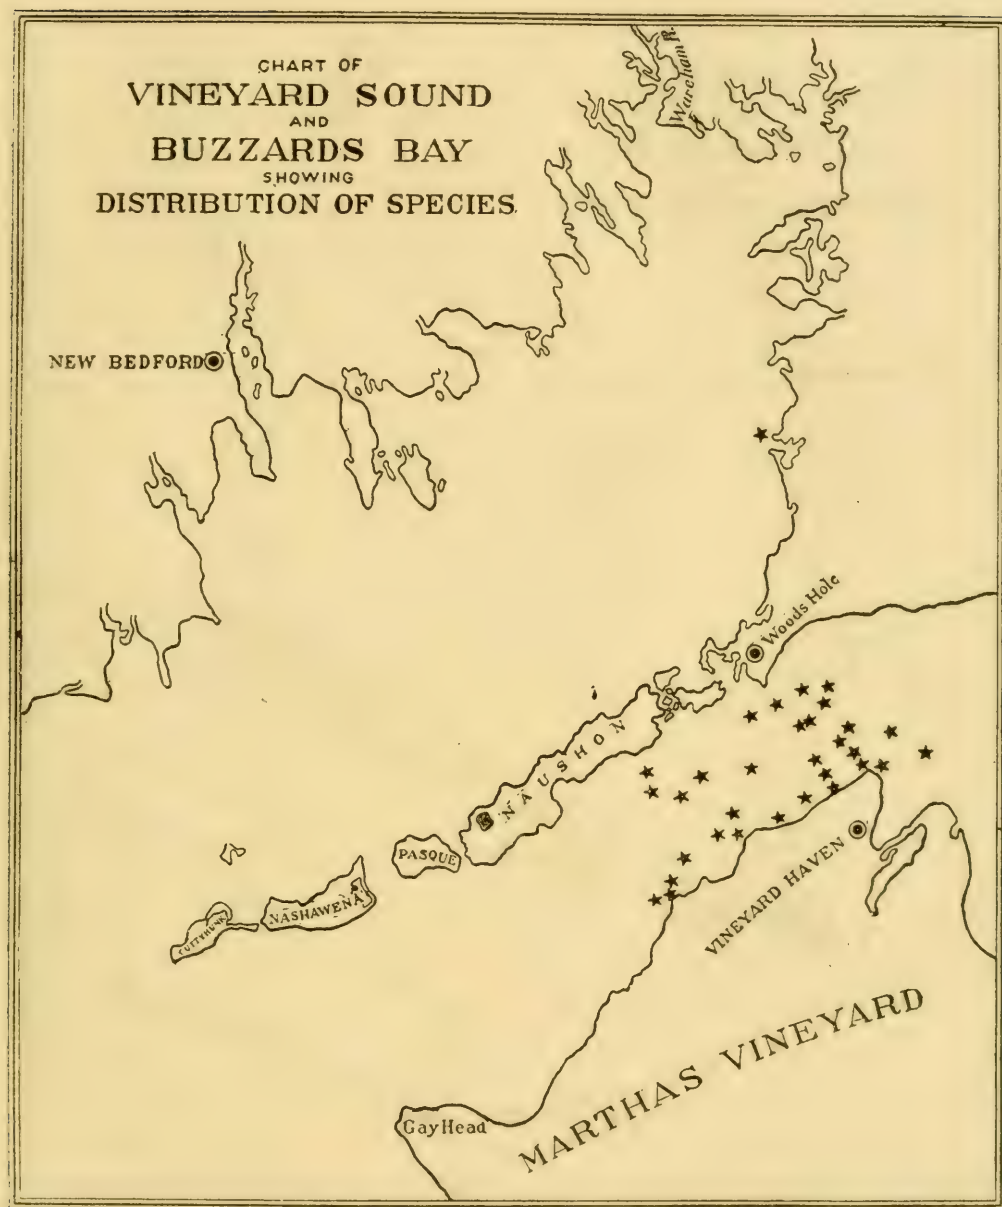 CHART OF
VINEYARD SOUND
AND
BUZZARDS BAY
SHOWING
DISTRIBUTION OF SPECIES.
Wareham R.
NEW BEDFORD
Woods Hole
NAUSHON
PASQUE
NASHAWENA
CUTTYHUNK
VINEYARD HAVEN
MARTHAS VINEYARD
Gay Head